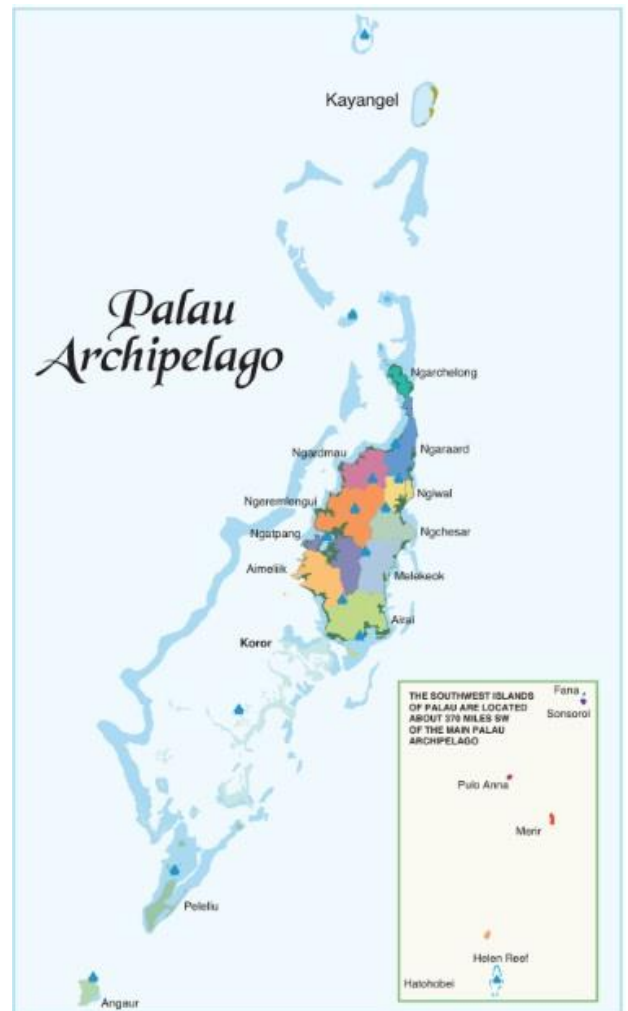 Kayangel
Palau
Archipelago
Ngarchelong
Ngardmau
Ngaraard
Ngeremlengui
Ngiwal
Ngatpang
Ngchesar
Aimeliik
Melekeok
Airai
Koror
THE SOUTHWEST ISLANDS
OF PALAU ARE LOCATED
ABOUT 370 MILES SW
OF THE MAIN PALAU
ARCHIPELAGO
Fana
Sonsorol
Pulo Anna
Merir
Helen Reef
Hatohobei
Peleliu
Angaur